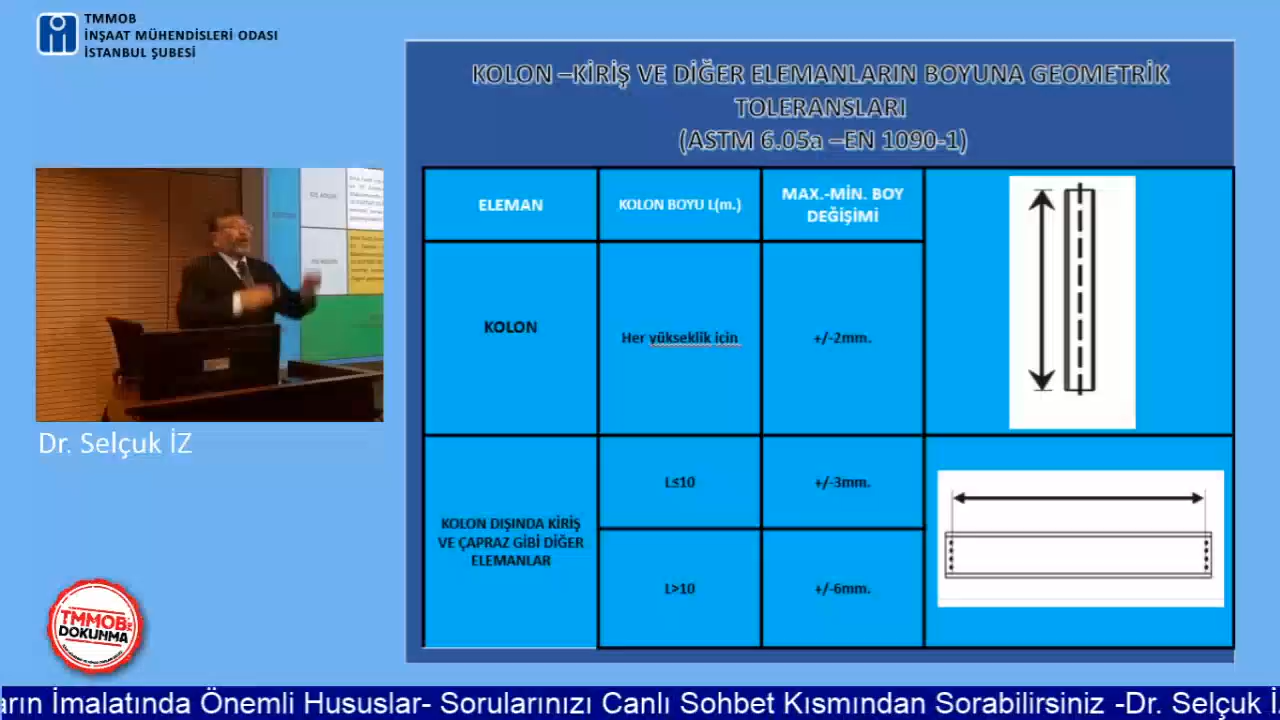 TMMOB
İNŞAAT MÜHENDİSLERİ ODASI
İSTANBUL ŞUBESİ
KOLON –KİRİŞ VE DİĞER ELEMANLARIN BOYUNA GEOMETRİK
TOLERANSLARI
(ASTM 6.05a –EN 1090-1)
ELEMAN
KOLON BOYU L(m.)
MAX.-MİN. BOY
DEĞİŞİMİ
KOLON
Her yükseklik için
+/-2mm.
KOLON DIŞINDA KİRİŞ
VE ÇAPRAZ GİBİ DİĞER
ELEMANLAR
L≤10
+/-3mm.
L>10
+/-6mm.
Dr. Selçuk İZ
TMMOB
DOKUNMA
İmalatında Önemli Hususlar- Sorularınızı Canlı Sohbet Kısmından Sorabilirsiniz -Dr. Selçuk